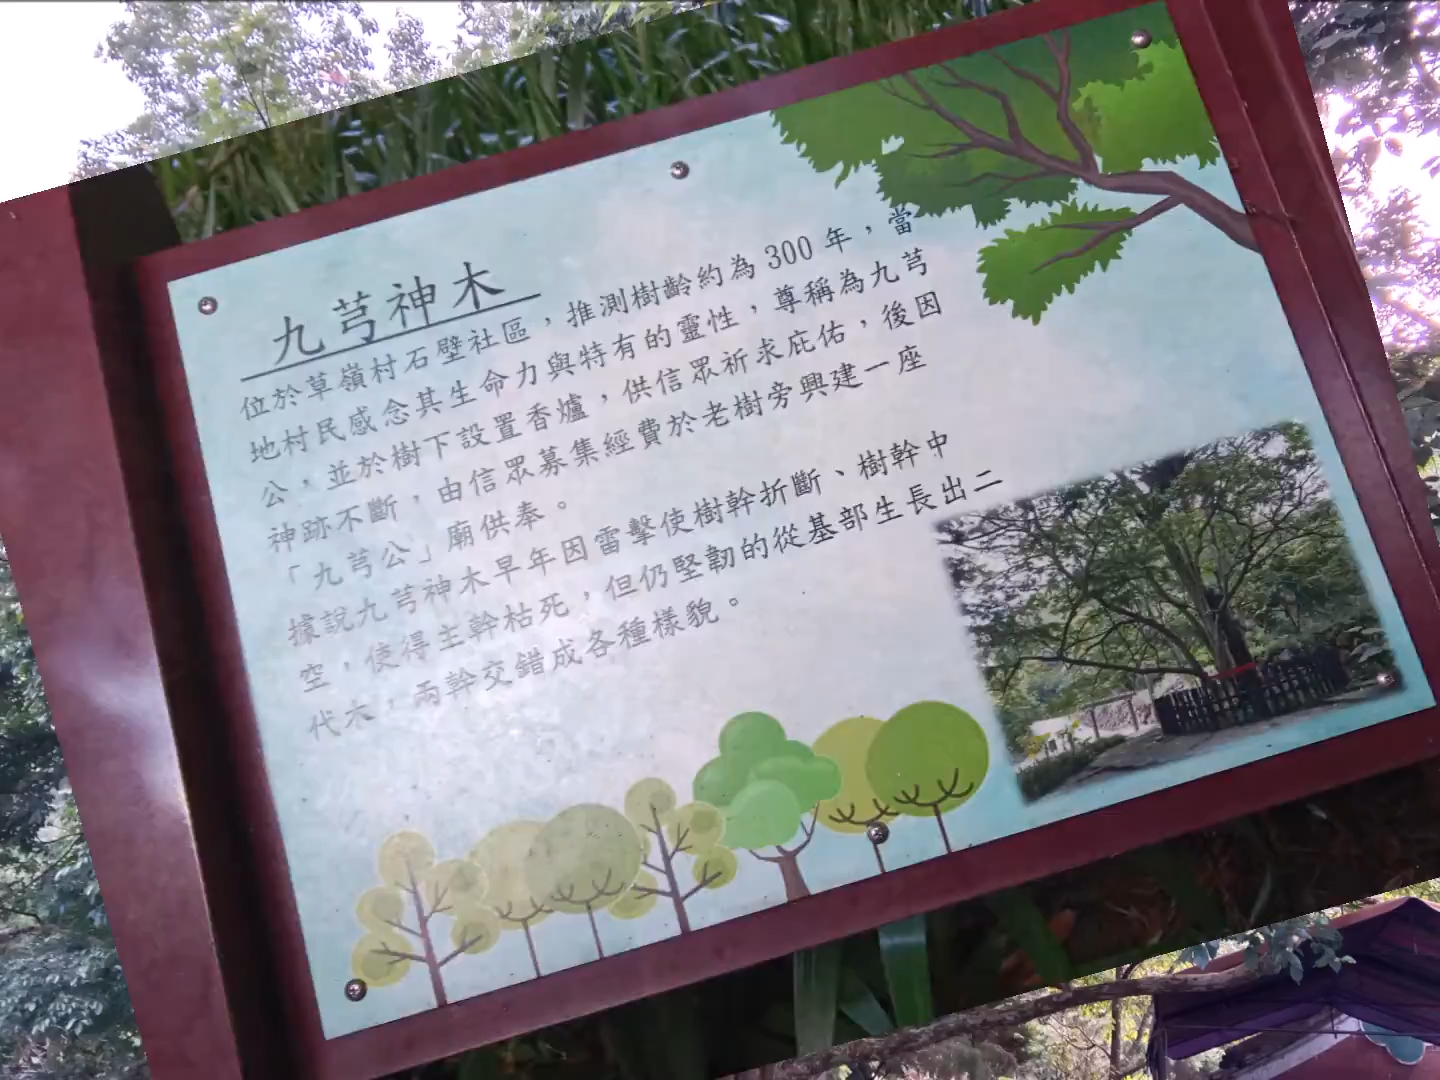 九芎神木
位於草嶺村石壁社區，推測樹齡約為 300 年，當
地村民感念其生命力與特有的靈性，尊稱為九芎
公，並於樹下設置香爐，供信眾祈求庇佑，後因
神跡不斷，由信眾募集經費於老樹旁興建一座
「九芎公」廟供奉。
據說九芎神木早年因雷擊使樹幹折斷、樹幹中
空，使得主幹枯死，但仍堅韌的從基部生長出二
代木，兩幹交錯成各種樣貌。